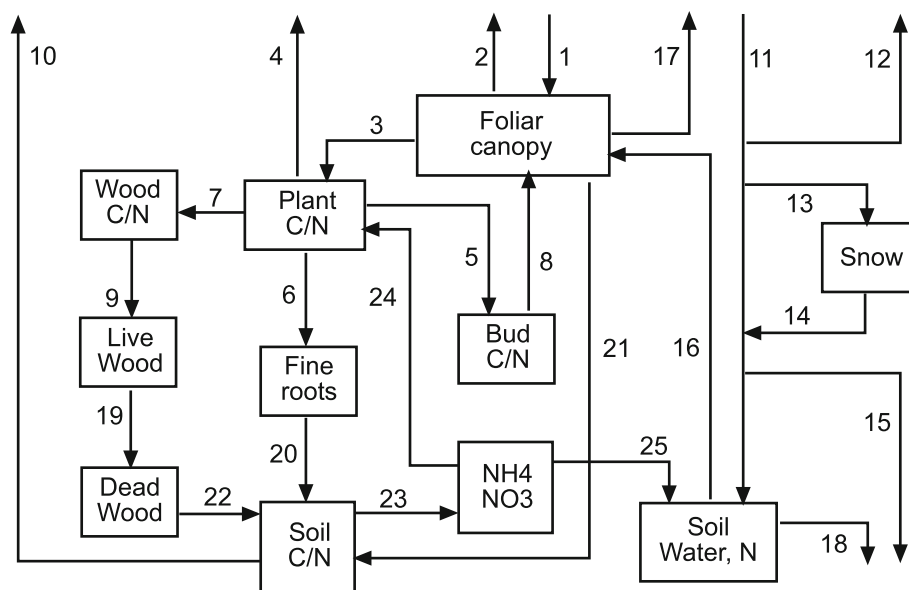 10
4
2
1
17
11
12
Foliar
canopy
3
Wood
C/N
7
Plant
C/N
13
Snow
5
8
6
24
9
14
Live
Wood
Bud
C/N
21
16
Fine
roots
19
15
20
25
NH4
NO3
Dead
Wood
22
23
Soil
C/N
Soil
Water, N
18